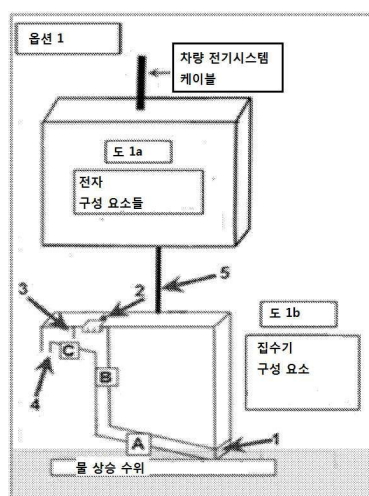 옵션 1
차량 전기시스템
케이블
도 1a
전자
구성 요소들
5
3
2
도 1b
집수기
구성 요소
C
B
4
A
1
물 상승 수위